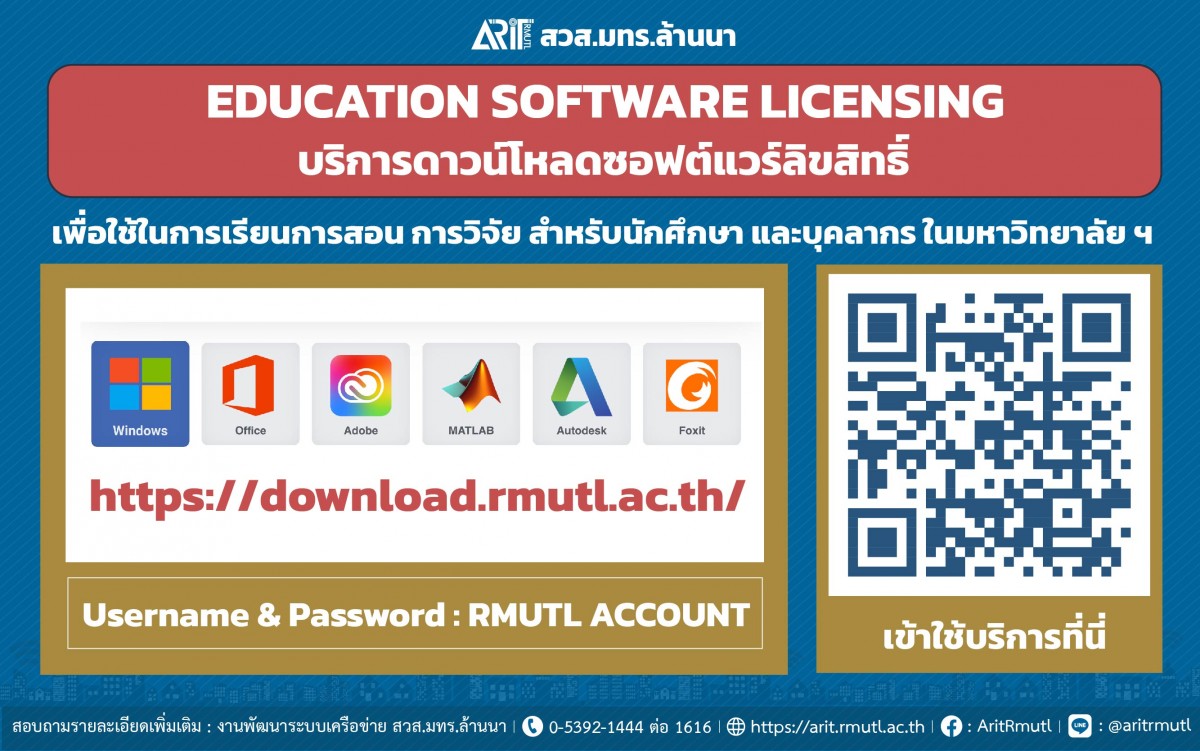 ARIT RMUTL สวส.มทร.ล้านนา
EDUCATION SOFTWARE LICENSING
บริการดาวน์โหลดซอฟต์แวร์ลิขสิทธิ์
เพื่อใช้ในการเรียนการสอน การวิจัย สำหรับนักศึกษา และบุคลากร ในมหาวิทยาลัย ฯ
Windows Office Adobe MATLAB Autodesk Foxit
https://download.rmutl.ac.th/
Username & Password : RMUTL ACCOUNT
เข้าใช้บริการที่นี่
สอบถามรายละเอียดเพิ่มเติม : งานพัฒนาระบบเครือข่าย สวส.มทร.ล้านนา | 0-5392-1444 ต่อ 1616 | https://arit.rmutl.ac.th | : AritRmutl | LINE : @aritrmutl